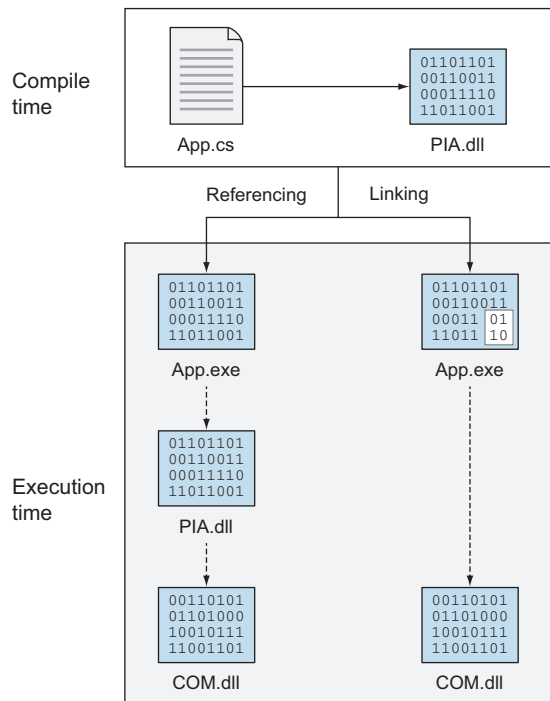 Compile
time
01101101
00110011
00011110
11011001
App.cs
PIA.dll
Referencing
Linking
Execution
time
01101101
00110011
00011110
11011001
App.exe
01101101
00110011
00011 01
11011 10
App.exe
01101101
00110011
00011110
11011001
PIA.dll
00110101
01101000
10010111
11001101
COM.dll
00110101
01101000
10010111
11001101
COM.dll